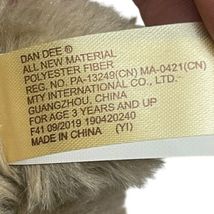 DAN DEE®
ALL NEW MATERIAL
POLYESTER FIBER
REG. NO. PA-13249(CN) MA-0421(CN)
MTY INTERNATIONAL CO., LTD.
GUANGZHOU, CHINA
FOR AGE 3 YEARS AND UP
F41 09/2019 190420240
MADE IN CHINA (YI)